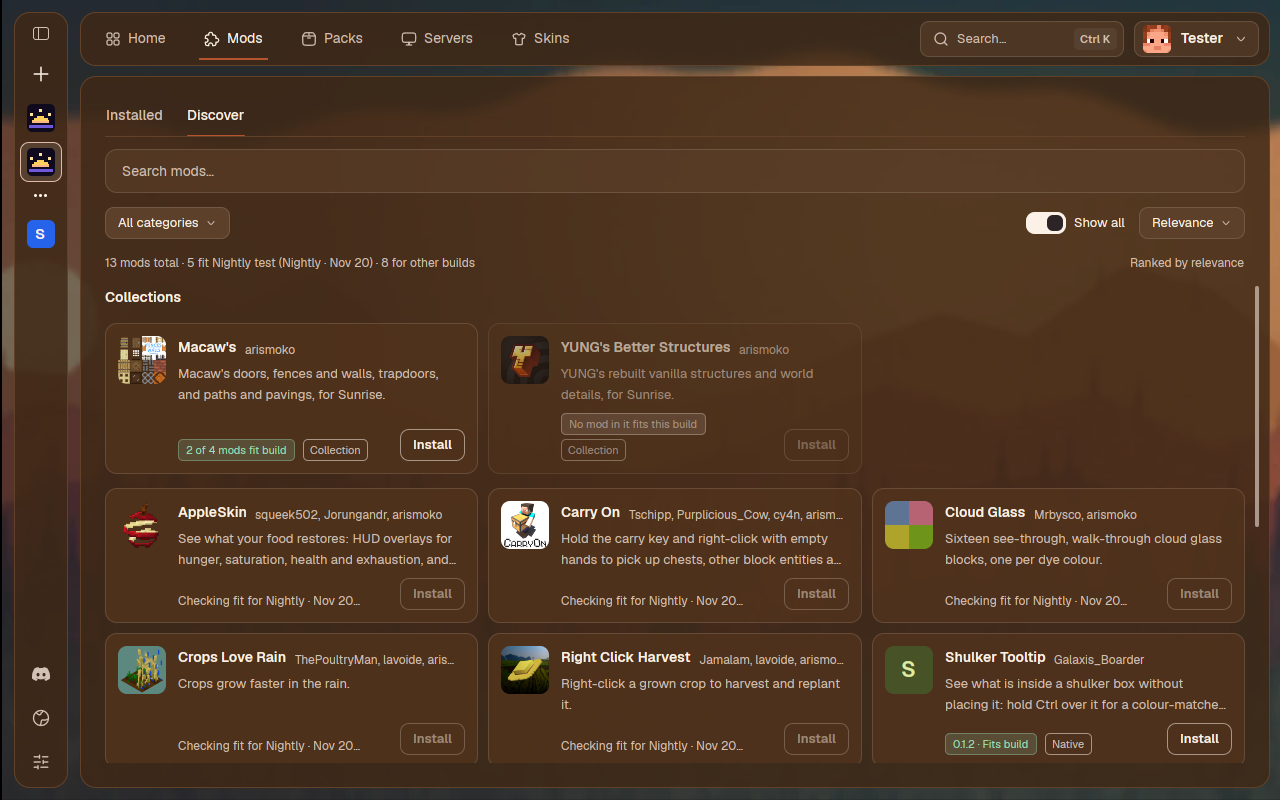 Home
Mods
Packs
Servers
Skins
Search...
Ctrl K
Tester
S
Installed
Discover
Search mods...
All categories
Show all
Relevance
13 mods total · 5 fit Nightly test (Nightly · Nov 20) · 8 for other builds
Ranked by relevance
Collections
Macaw's arismoko
Macaw's doors, fences and walls, trapdoors,
and paths and pavings, for Sunrise.
2 of 4 mods fit build
Collection
Install
YUNG's Better Structures arismoko
YUNG's rebuilt vanilla structures and world
details, for Sunrise.
No mod in it fits this build
Collection
Install
AppleSkin squeek502, Jorungandr, arismoko
See what your food restores: HUD overlays for
hunger, saturation, health and exhaustion, and…
Checking fit for Nightly · Nov 20…
Install
CARRYON
Carry On Tschipp, Purplicious_Cow, cy4n, arism…
Hold the carry key and right-click with empty
hands to pick up chests, other block entities a…
Checking fit for Nightly · Nov 20…
Install
Cloud Glass Mrbysco, arismoko
Sixteen see-through, walk-through cloud glass
blocks, one per dye colour.
Checking fit for Nightly · Nov 20…
Install
Crops Love Rain ThePoultryMan, lavoide, aris…
Crops grow faster in the rain.
Checking fit for Nightly · Nov 20…
Install
Right Click Harvest Jamalam, lavoide, arismo…
Right-click a grown crop to harvest and replant
it.
Checking fit for Nightly · Nov 20…
Install
S
Shulker Tooltip Galaxis_Boarder
See what is inside a shulker box without
placing it: hold Ctrl over it for a colour-matche…
0.1.2 · Fits build
Native
Install